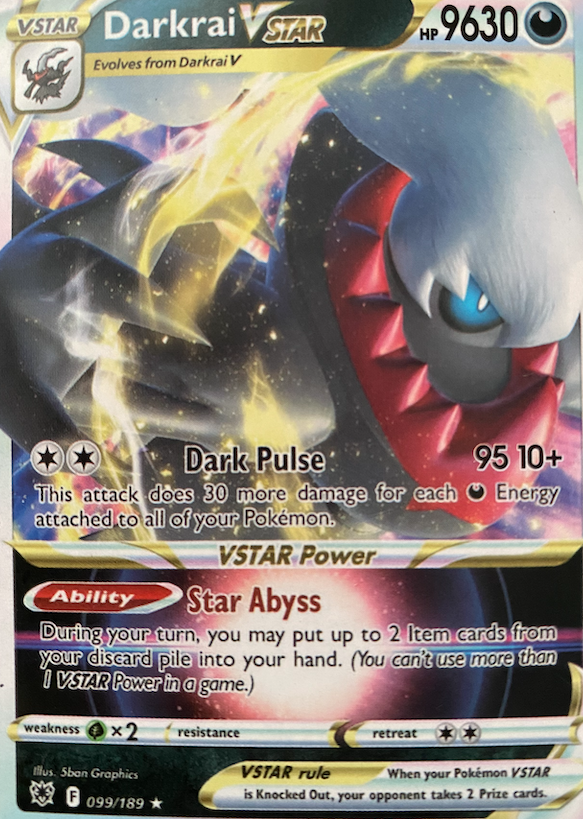 VSTAR Darkrai VSTAR HP 9630
Evolves from Darkrai V
Dark Pulse 95 10+
This attack does 30 more damage for each Energy
attached to all of your Pokémon.
VSTAR Power
Ability Star Abyss
During your turn, you may put up to 2 Item cards from
your discard pile into your hand. (You can't use more than
1 VSTAR Power in a game.)
weakness ×2 resistance retreat
Illus. Sban Graphics
VSTAR rule When your Pokémon VSTAR
is Knocked Out, your opponent takes 2 Prize cards.
F 099/189 ★